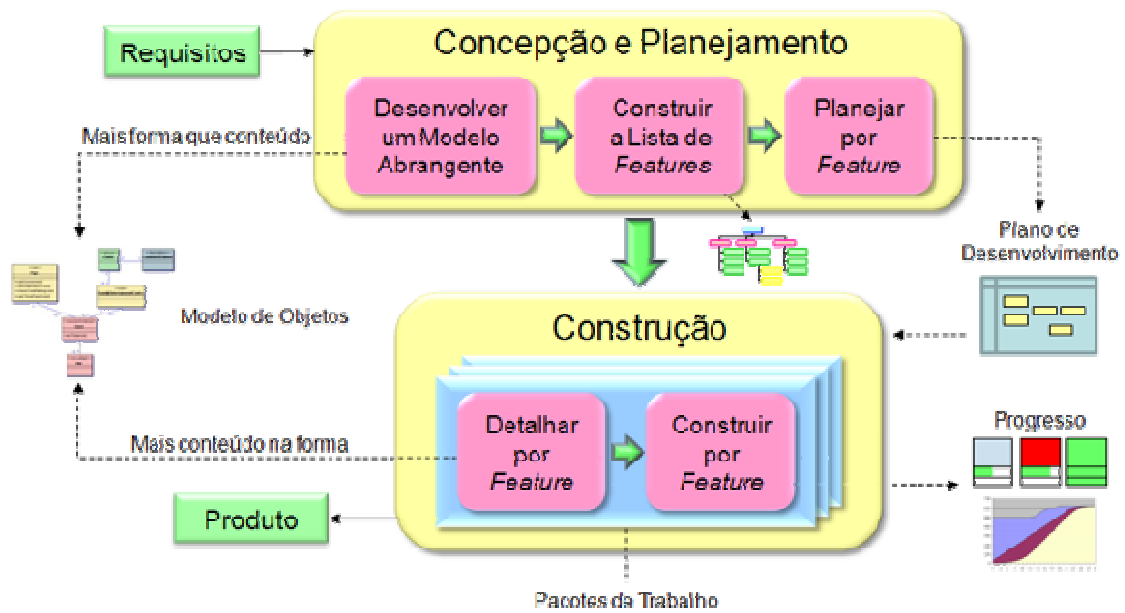 Requisitos
Concepção e Planejamento
Desenvolver
um Modelo
Abrangente
Construir
a Lista de
Features
Planejar
por
Feature
Mais forma que conteúdo
Plano de
Desenvolvimento
Modelo de Objetos
Construção
Detalhar
por
Feature
Construir
por
Feature
Mais conteúdo na forma
Progresso
Produto
Pacotes de Trabalho